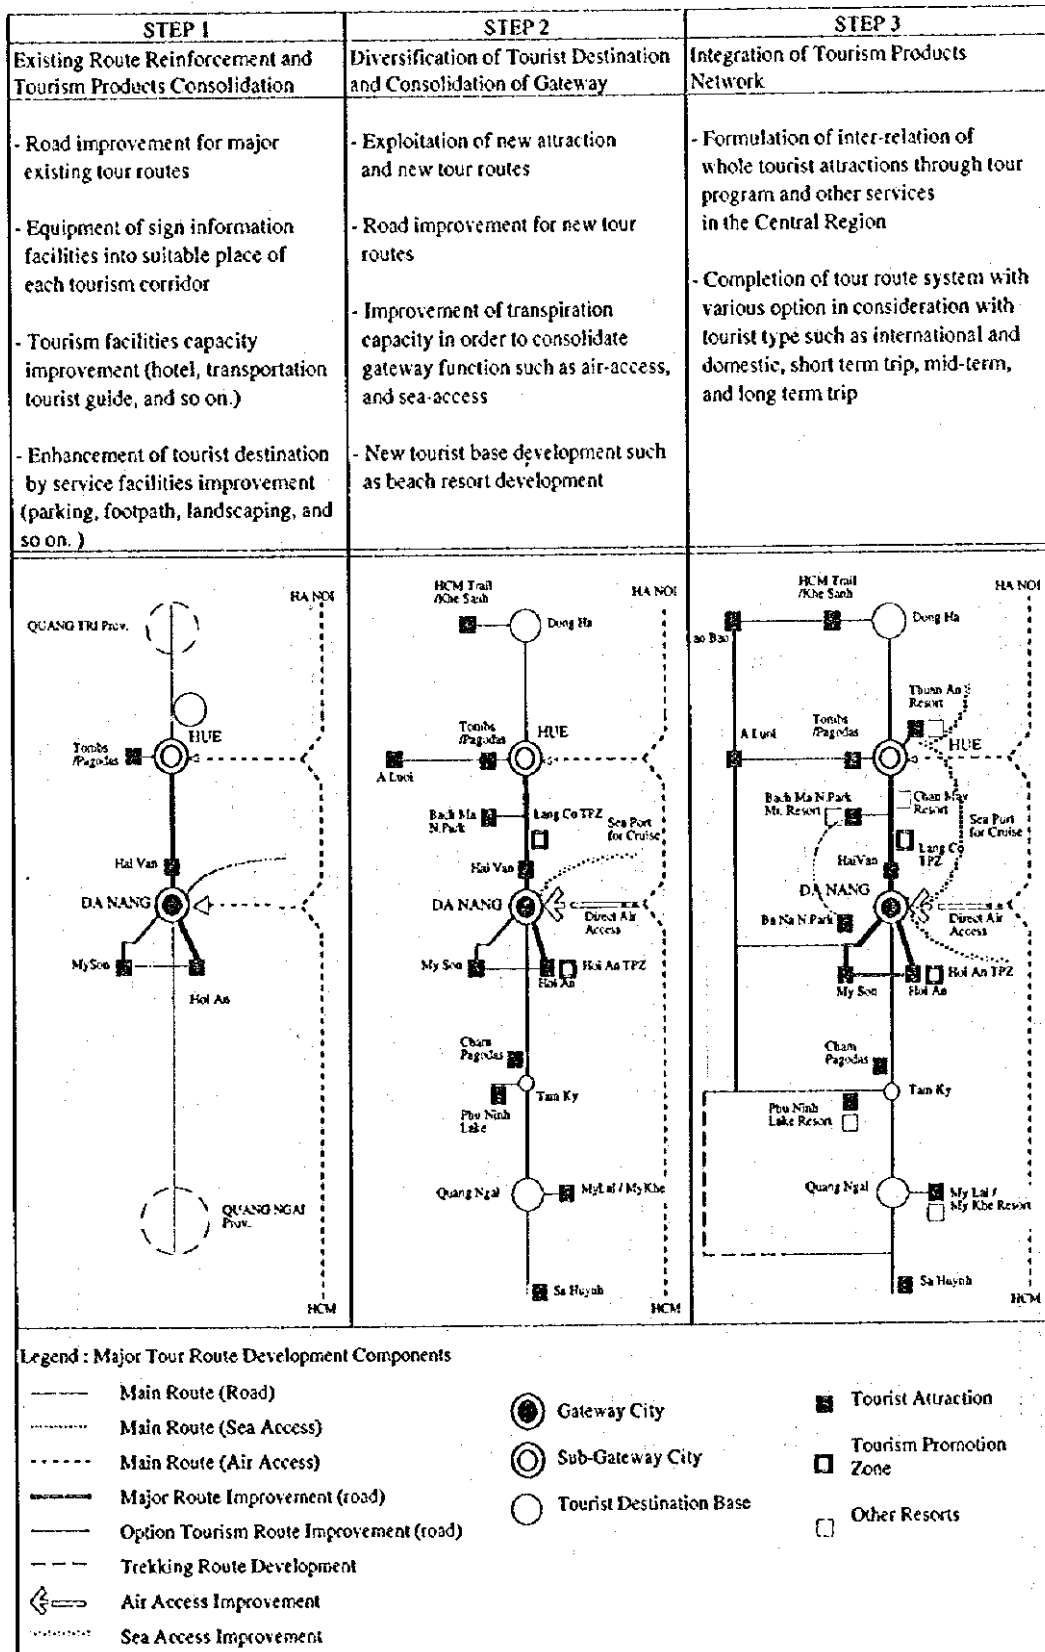 STEP 1
Existing Route Reinforcement and
Tourism Products Consolidation
- Road improvement for major
existing tour routes
- Equipment of sign information
facilities into suitable place of
each tourism corridor
- Tourism facilities capacity
improvement (hotel, transportation
tourist guide, and so on.)
- Enhancement of tourist destination
by service facilities improvement
(parking, footpath, landscaping, and
so on. )
STEP 2
Diversification of Tourist Destination
and Consolidation of Gateway
- Exploitation of new attraction
and new tour routes
- Road improvement for new tour
routes
- Improvement of transpiration
capacity in order to consolidate
gateway function such as air-access,
and sea-access
- New tourist base development such
as beach resort development
STEP 3
Integration of Tourism Products
Network
- Formulation of inter-relation of
whole tourist attractions through tour
program and other services
in the Central Region
- Completion of tour route system with
various option in consideration with
tourist type such as international and
domestic, short term trip, mid-term,
and long term trip
HA NOI
QUANG TRI Prov.
HUE
Tombs
/Pagodas
Hai Van
DA NANG
My Son
Hoi An
QUANG NGAI
Prov.
HCM
HCM Trail
/Khe Sanh
HA NOI
Dong Ha
Tombs
/Pagodas
HUE
A Luoi
Bach Ma
N.Park
Lang Co TPZ
Sea Port
for Cruise
Hai Van
DA NANG
Direct Air
Access
My Son
Hoi An TPZ
Hoi An
Cham
Pagodas
Tam Ky
Phu Ninh
Lake
Quang Ngai
My Lai / My Khe
Sa Huynh
HCM
HCM Trail
/Khe Sanh
HA NOI
Dong Ha
Lao Bao
Thuan An
Resort
Tombs
/Pagodas
A Luoi
HUE
Bach Ma N.Park
Mt. Resort
Chan May
Resort
Sea Port
for Cruise
Lang Co
TPZ
Hai Van
DA NANG
Ba Na N.Park
Direct Air
Access
Hoi An TPZ
My Son
Hoi An
Cham
Pagodas
Tam Ky
Phu Ninh
Lake Resort
Quang Ngai
My Lai /
My Khe Resort
Sa Huynh
HCM
Legend : Major Tour Route Development Components
Main Route (Road)
Main Route (Sea Access)
Main Route (Air Access)
Major Route Improvement (road)
Option Tourism Route Improvement (road)
Trekking Route Development
Air Access Improvement
Sea Access Improvement
Gateway City
Sub-Gateway City
Tourist Destination Base
Tourist Attraction
Tourism Promotion
Zone
Other Resorts